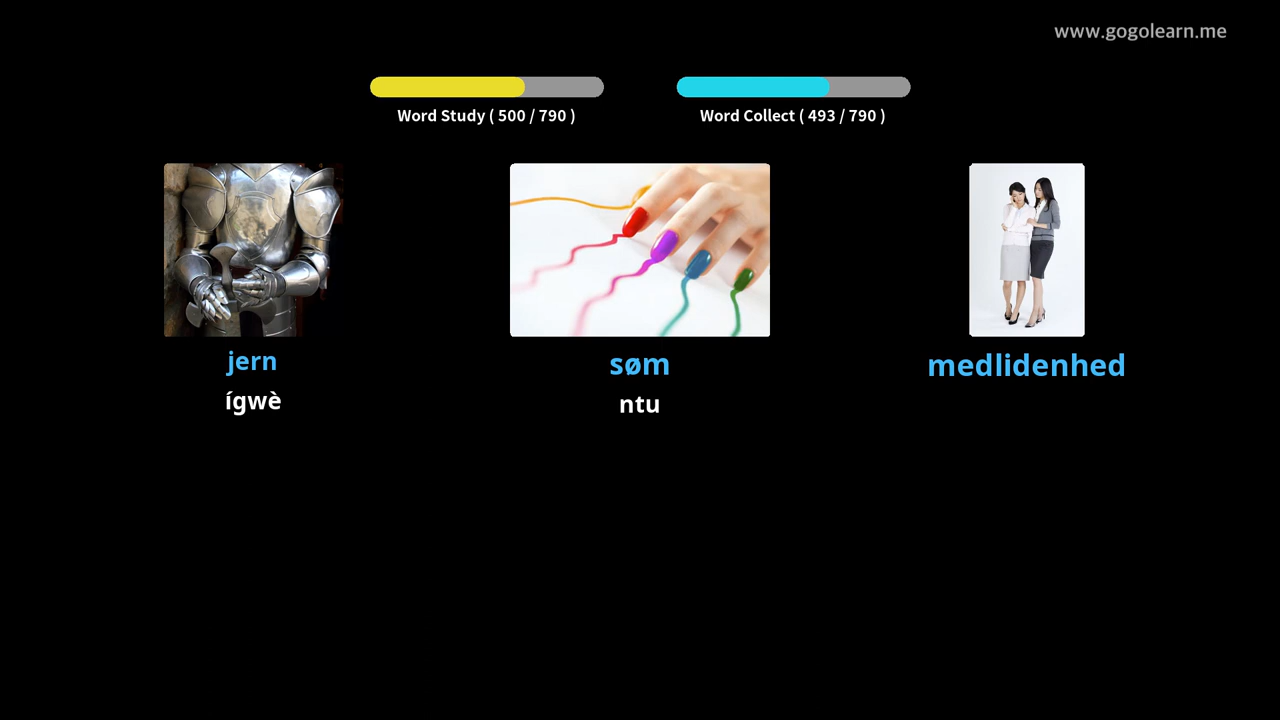 www.gogolearn.me
Word Study ( 500 / 790 )
Word Collect ( 493 / 790 )
jern
ígwè
søm
ntu
medlidenhed